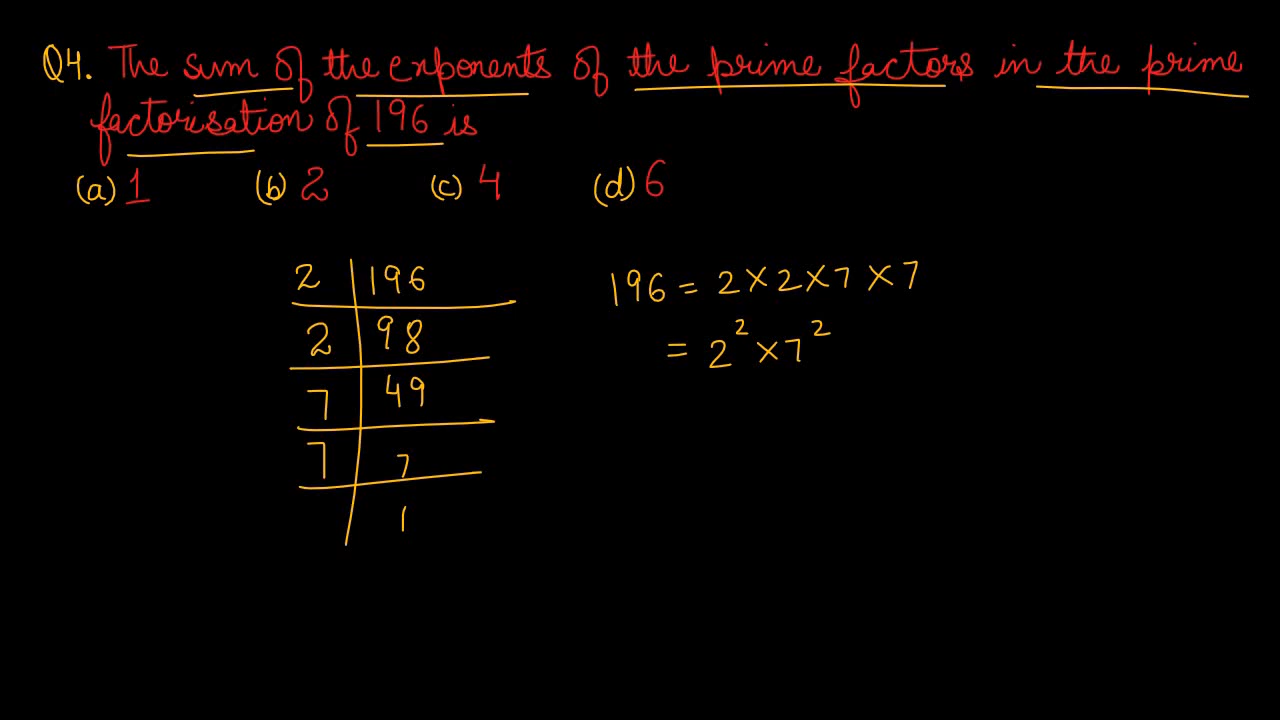 Q4. The sum of the exponents of the prime factors in the prime
factorisation of 196 is
(a) 1 (b) 2 (c) 4 (d) 6
2 | 196
2 | 98
7 | 49
7 | 7
| 1
196 = 2 × 2 × 7 × 7
= 2² × 7²